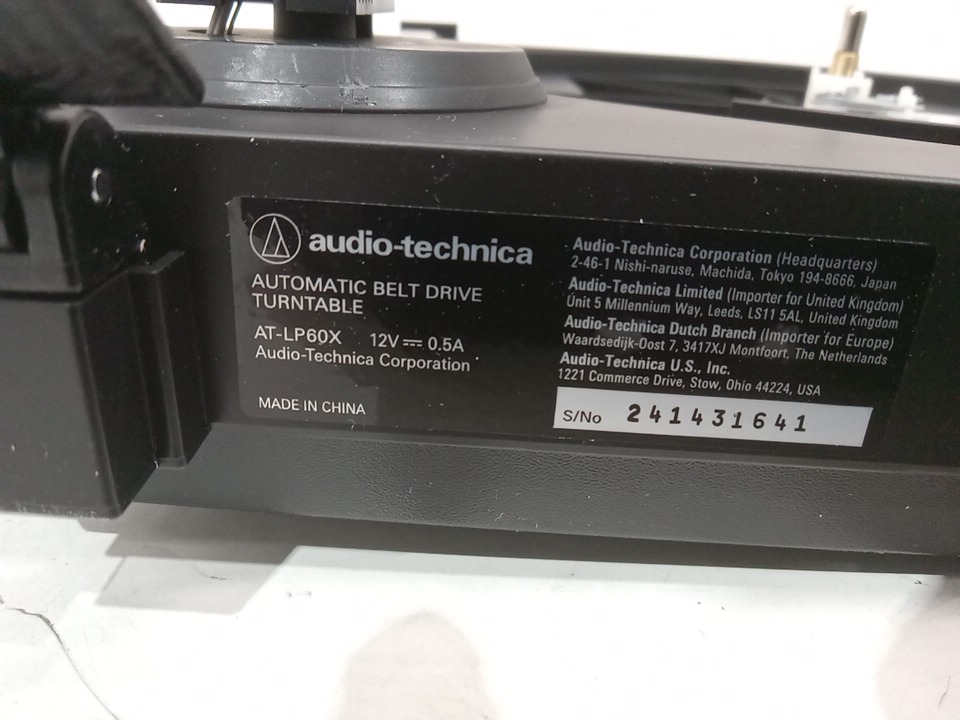 audio-technica
AUTOMATIC BELT DRIVE
TURNTABLE
AT-LP60X 12V⎓0.5A
Audio-Technica Corporation
MADE IN CHINA
Audio-Technica Corporation (Headquarters)
2-46-1 Nishi-naruse, Machida, Tokyo 194-8666, Japan
Audio-Technica Limited (Importer for United Kingdom)
Unit 5 Millennium Way, Leeds, LS11 5AL, United Kingdom
Audio-Technica Dutch Branch (Importer for Europe)
Waardsedijk-Oost 7, 3417XJ Montfoort, The Netherlands
Audio-Technica U.S., Inc.
1221 Commerce Drive, Stow, Ohio 44224, USA
S/No 241431641